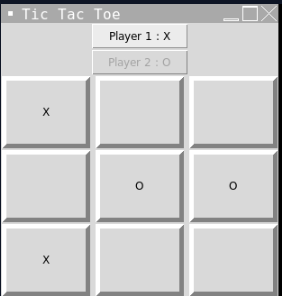 Tic Tac Toe
Player 1 : X
Player 2 : O
X
O O
X